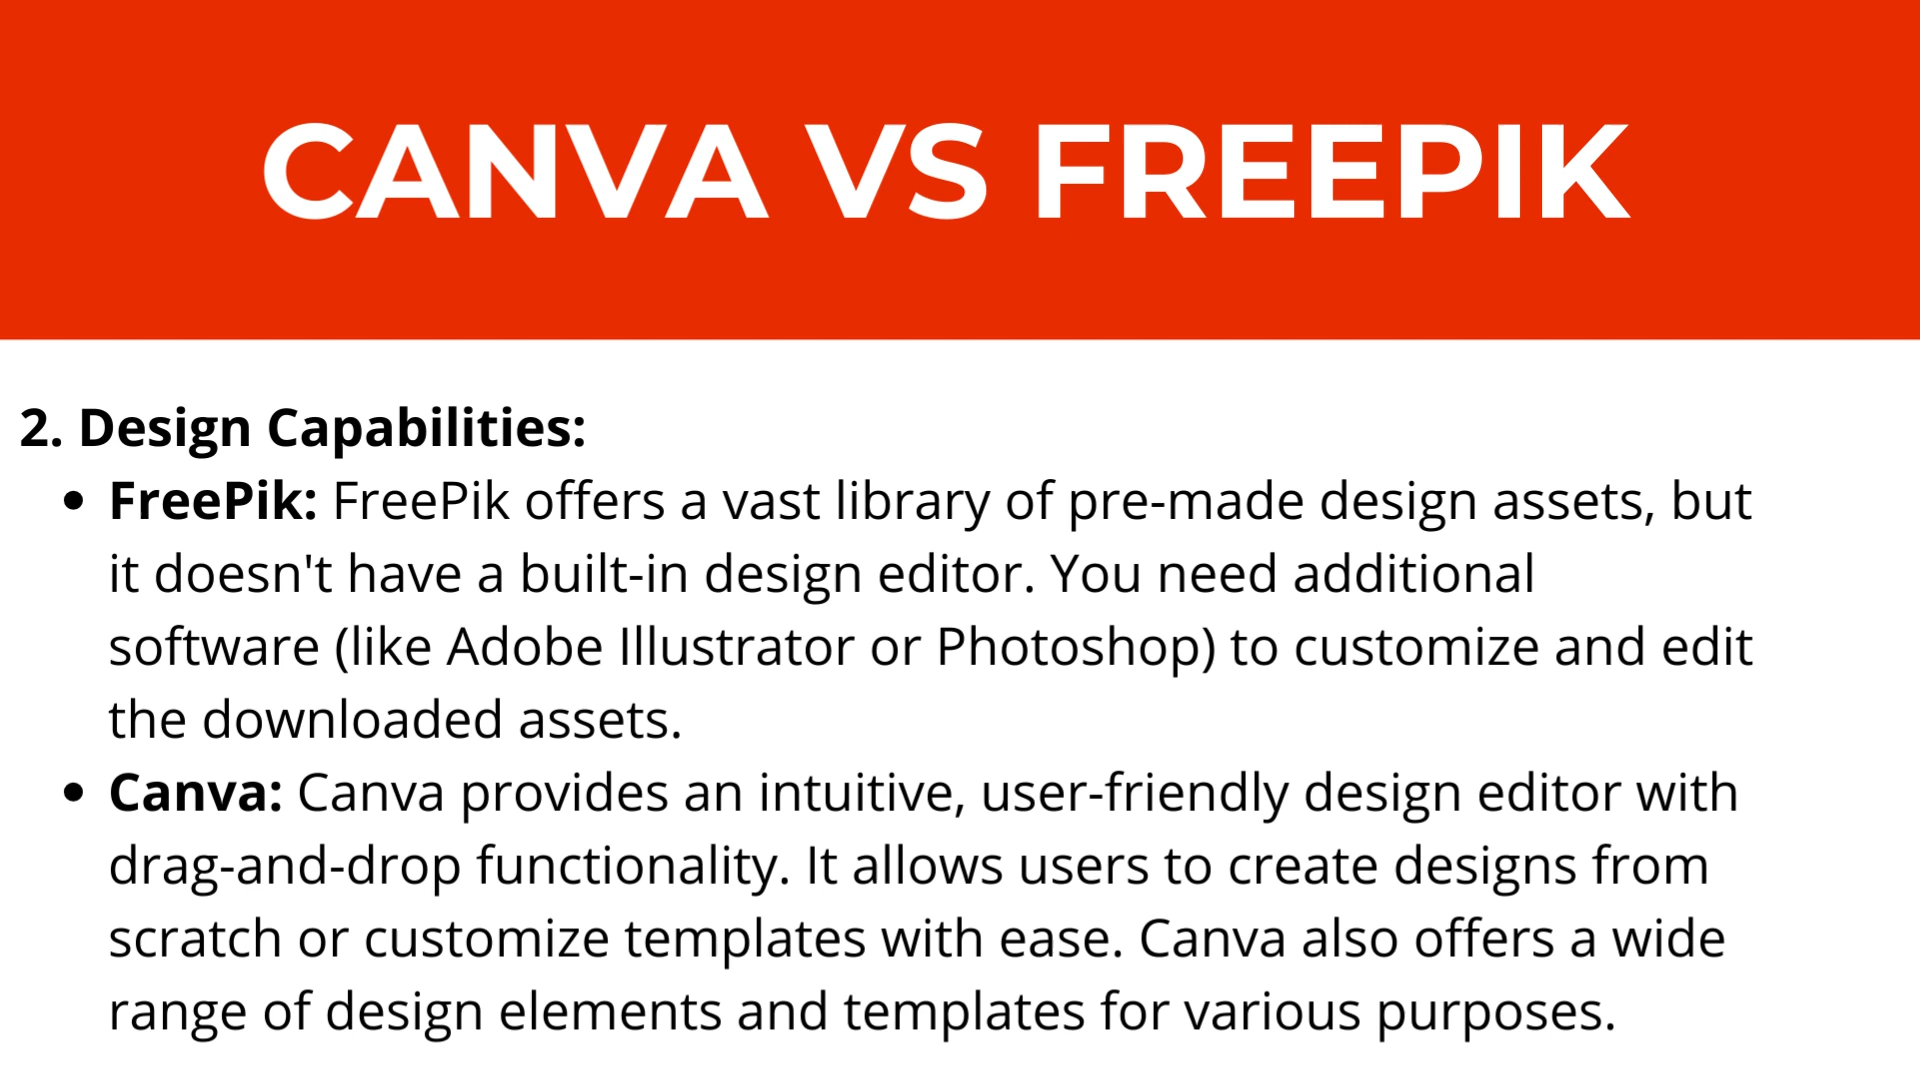 CANVA VS FREEPIK
2. Design Capabilities:
• FreePik: FreePik offers a vast library of pre-made design assets, but
it doesn't have a built-in design editor. You need additional
software (like Adobe Illustrator or Photoshop) to customize and edit
the downloaded assets.
• Canva: Canva provides an intuitive, user-friendly design editor with
drag-and-drop functionality. It allows users to create designs from
scratch or customize templates with ease. Canva also offers a wide
range of design elements and templates for various purposes.